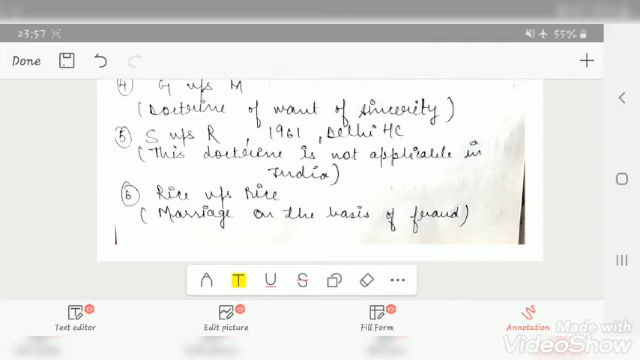 23:57
55%
Done
④ G v/s M
(Doctrine of want of sincerity)
⑤ S v/s R, 1961, Delhi HC
(This docterine is not applicable in
India)
⑥ Rice v/s Rice
(Marriage on the basis of fraud)
A T U S
Text editor
Edit picture
Fill Form
Annotation
Made with
VideoShow